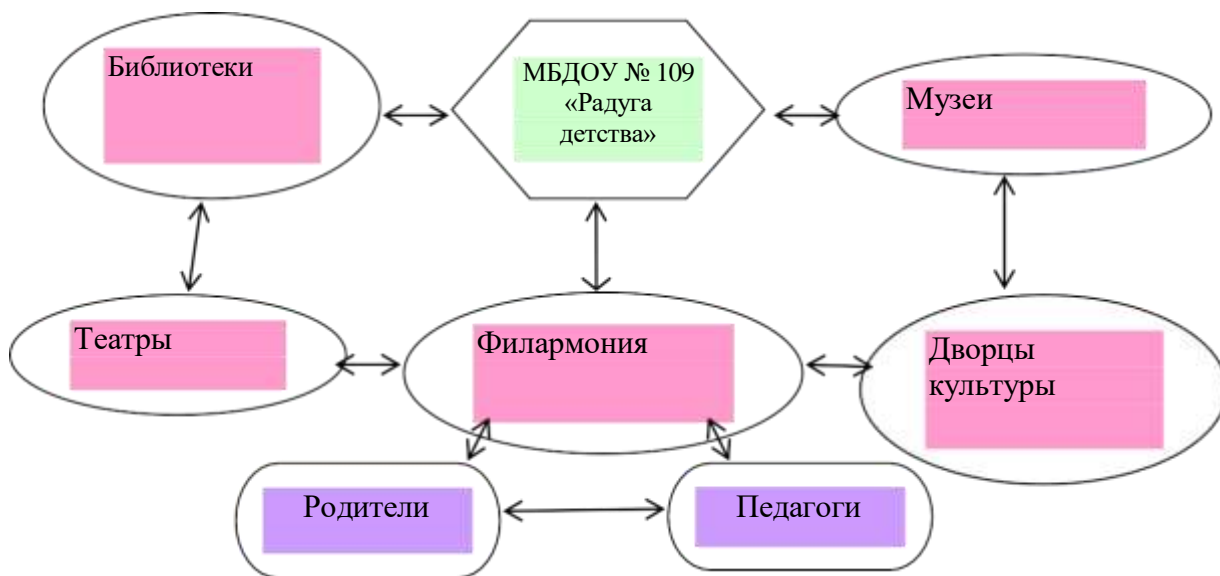 Библиотеки
МБДОУ № 109
«Радуга
детства»
Музеи
Театры
Филармония
Дворцы
культуры
Родители
Педагоги